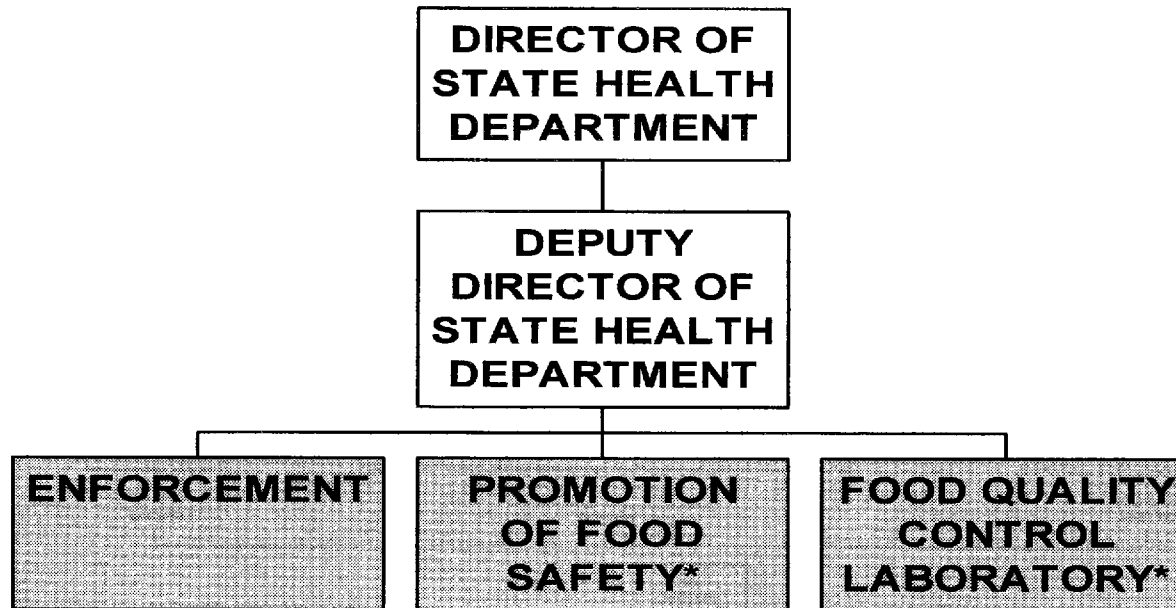 DIRECTOR OF
STATE HEALTH
DEPARTMENT
DEPUTY
DIRECTOR OF
STATE HEALTH
DEPARTMENT
ENFORCEMENT
PROMOTION
OF FOOD
SAFETY*
FOOD QUALITY
CONTROL
LABORATORY*